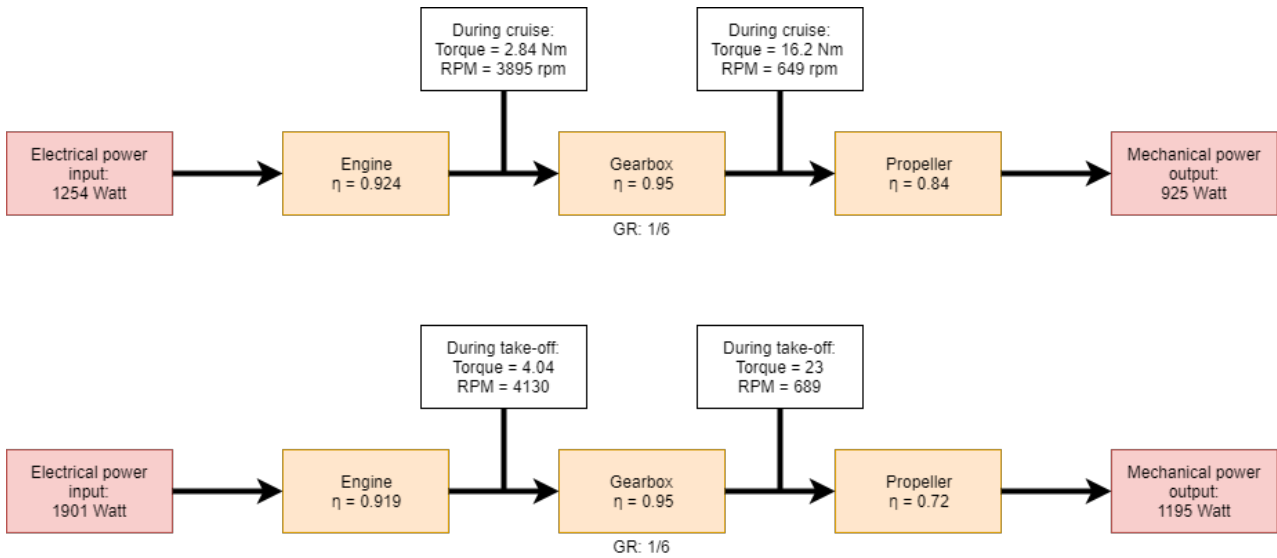 During cruise:
Torque = 2.84 Nm
RPM = 3895 rpm
During cruise:
Torque = 16.2 Nm
RPM = 649 rpm
Electrical power
input:
1254 Watt
Engine
η = 0.924
Gearbox
η = 0.95
GR: 1/6
Propeller
η = 0.84
Mechanical power
output:
925 Watt
During take-off:
Torque = 4.04
RPM = 4130
During take-off:
Torque = 23
RPM = 689
Electrical power
input:
1901 Watt
Engine
η = 0.919
Gearbox
η = 0.95
GR: 1/6
Propeller
η = 0.72
Mechanical power
output:
1195 Watt